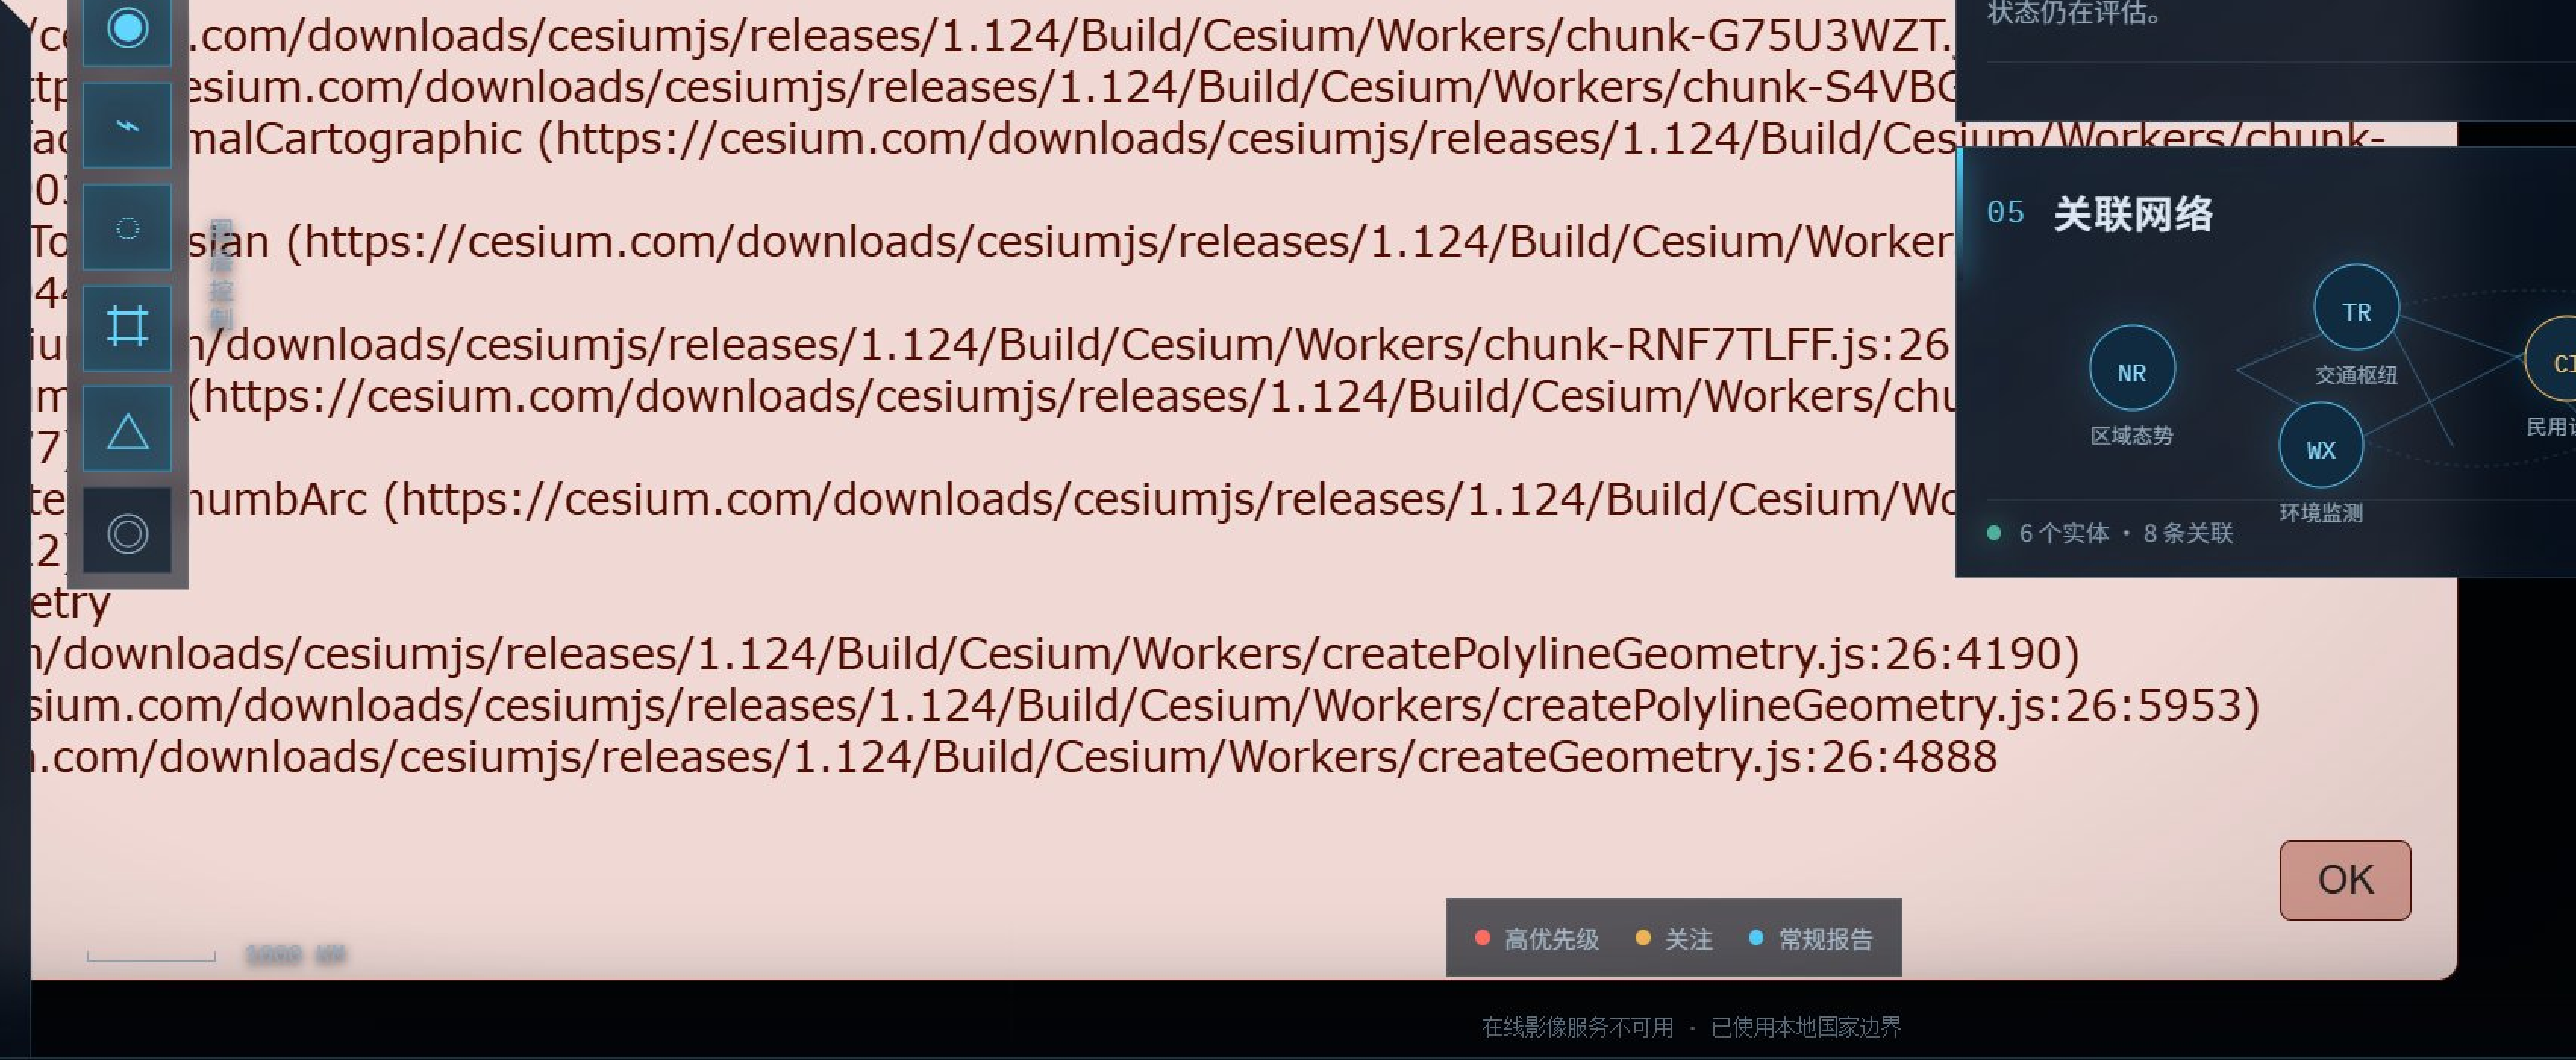 .com/downloads/cesiumjs/releases/1.124/Build/Cesium/Workers/chunk-G75U3WZT.
esium.com/downloads/cesiumjs/releases/1.124/Build/Cesium/Workers/chunk-S4VB
malCartographic (https://cesium.com/downloads/cesiumjs/releases/1.124/Build/Cesium/Workers/chunk-
sian (https://cesium.com/downloads/cesiumjs/releases/1.124/Build/Cesium/Worker
/downloads/cesiumjs/releases/1.124/Build/Cesium/Workers/chunk-RNF7TLFF.js:26
(https://cesium.com/downloads/cesiumjs/releases/1.124/Build/Cesium/Workers/chu
humbArc (https://cesium.com/downloads/cesiumjs/releases/1.124/Build/Cesium/Wo
etry
/downloads/cesiumjs/releases/1.124/Build/Cesium/Workers/createPolylineGeometry.js:26:4190)
sium.com/downloads/cesiumjs/releases/1.124/Build/Cesium/Workers/createPolylineGeometry.js:26:5953)
.com/downloads/cesiumjs/releases/1.124/Build/Cesium/Workers/createGeometry.js:26:4888
OK
图层控制
1000 KM
高优先级 关注 常规报告
在线影像服务不可用 · 已使用本地国家边界
状态仍在评估。
05 关联网络
TR
交通枢纽
NR
区域态势
CI
民用
WX
环境监测
6 个实体 · 8 条关联